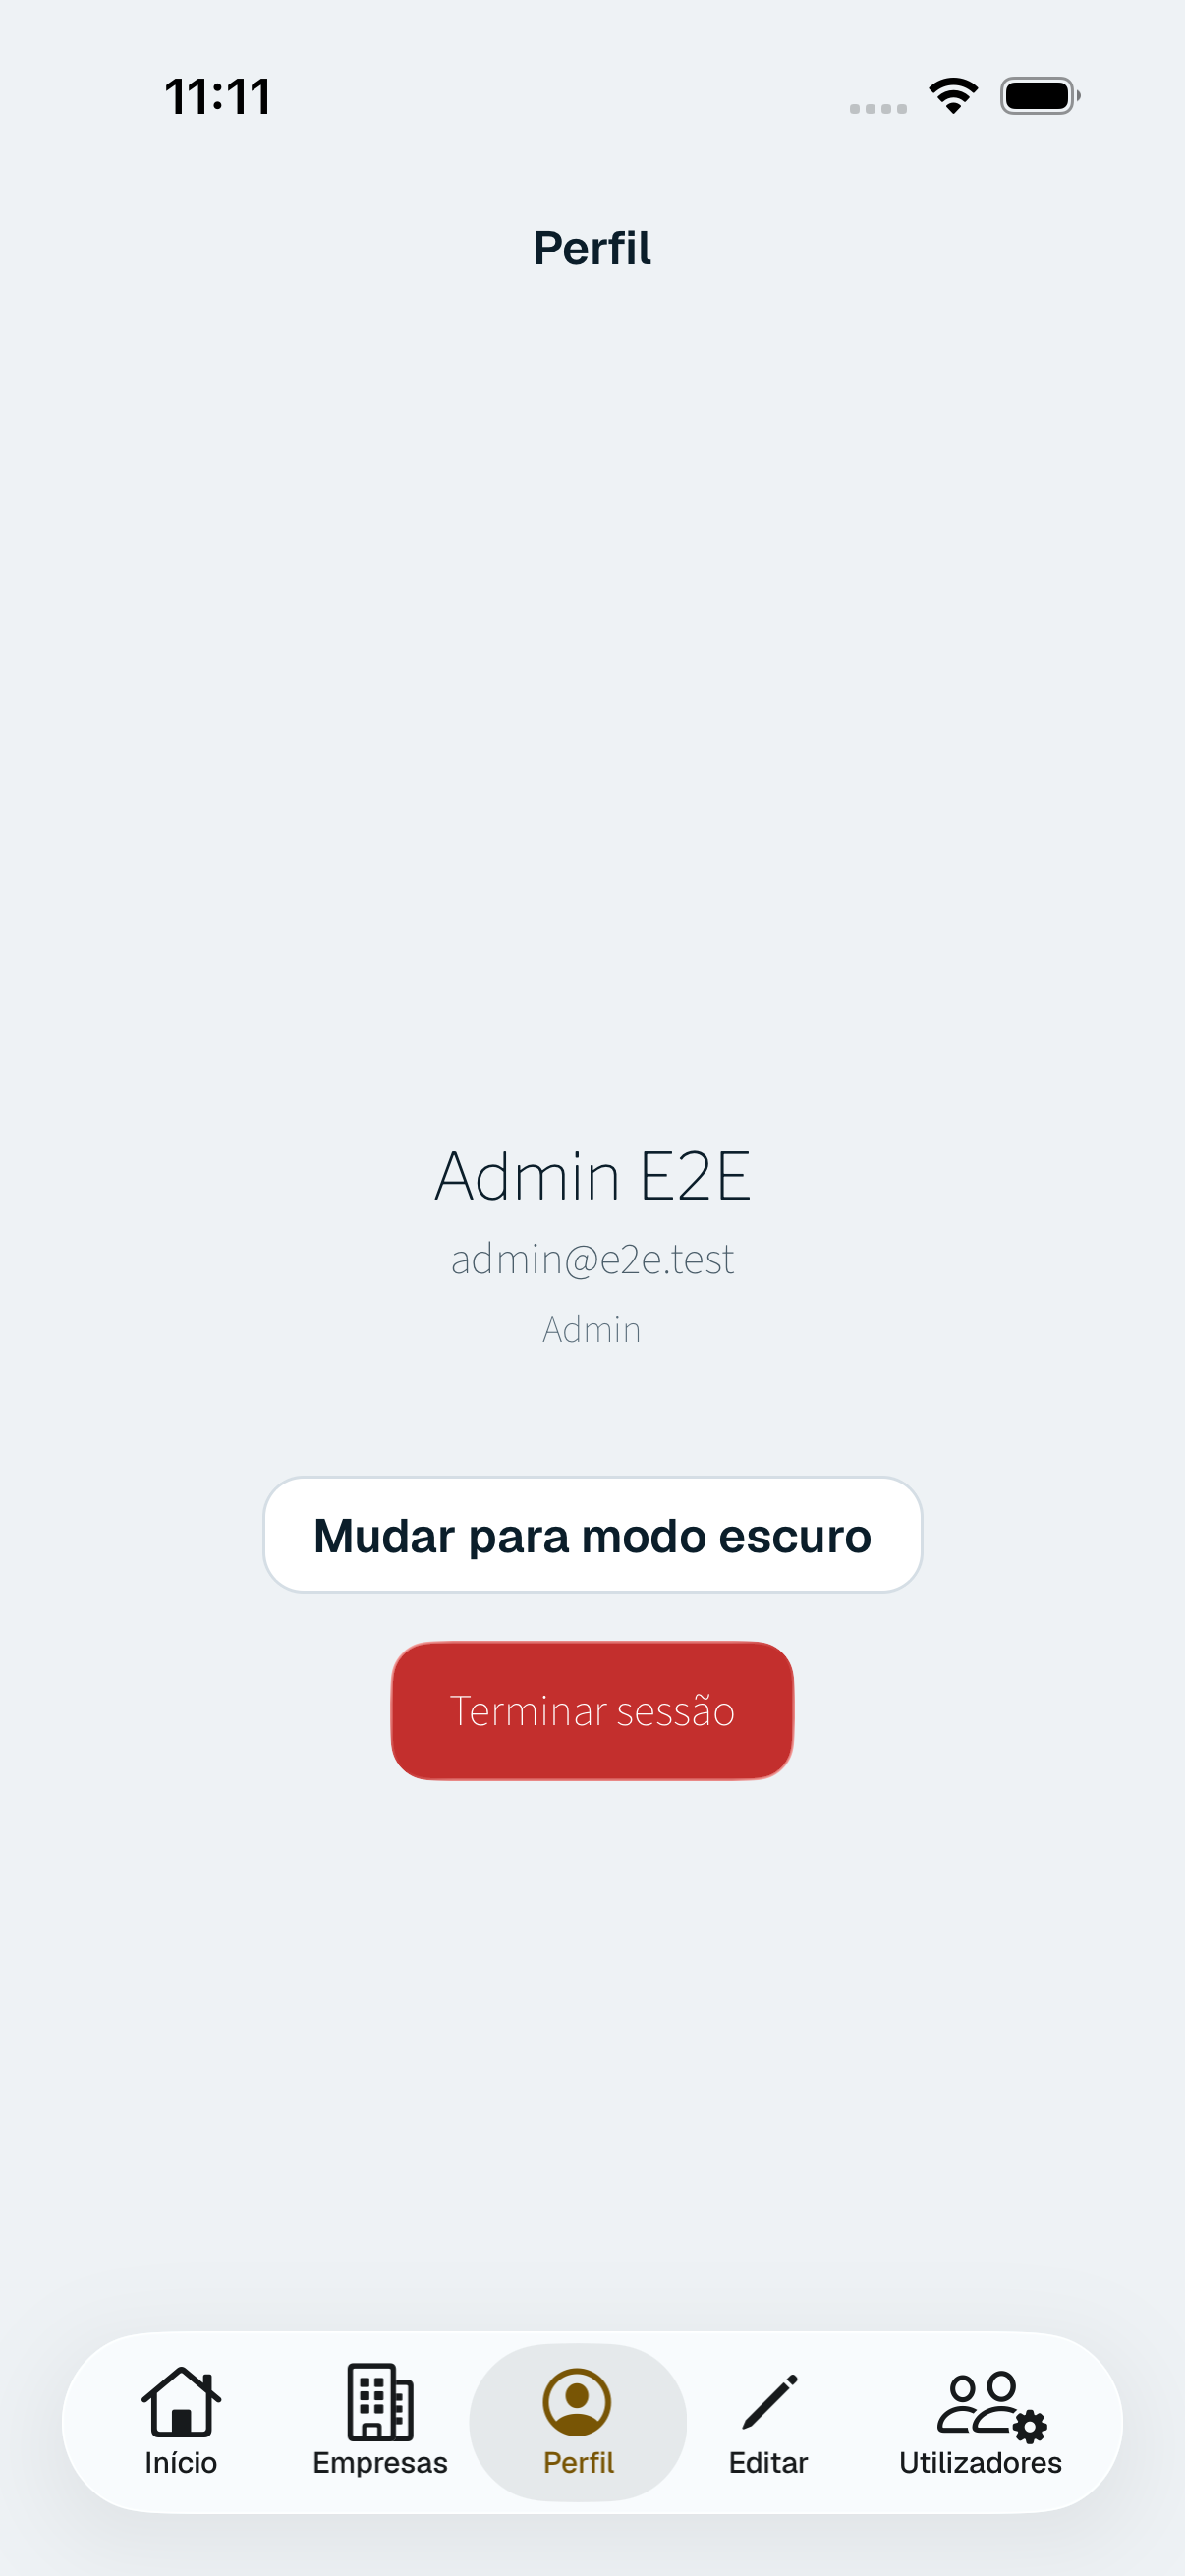 11:11
Perfil
Admin E2E
admin@e2e.test
Admin
Mudar para modo escuro
Terminar sessão
Início
Empresas
Perfil
Editar
Utilizadores